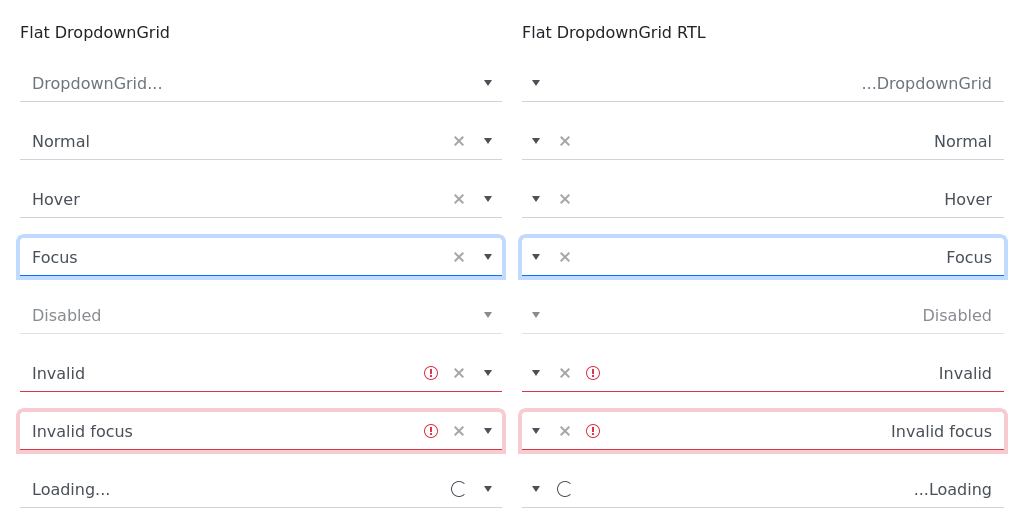 Flat DropdownGrid
DropdownGrid...
Normal
Hover
Focus
Disabled
Invalid
Invalid focus
Loading...
Flat DropdownGrid RTL
...DropdownGrid
Normal
Hover
Focus
Disabled
Invalid
Invalid focus
...Loading